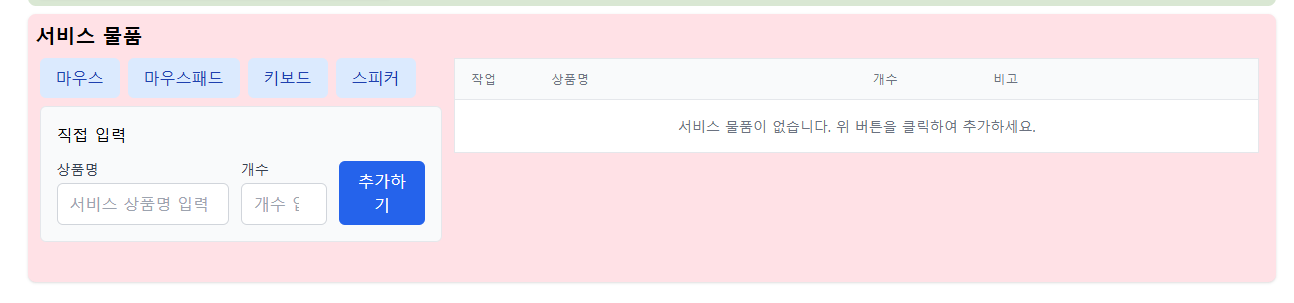 서비스 물품
마우스 마우스패드 키보드 스피커
직접 입력
상품명 개수
서비스 상품명 입력 개수 추가하
기
작업 상품명 개수 비고
서비스 물품이 없습니다. 위 버튼을 클릭하여 추가하세요.